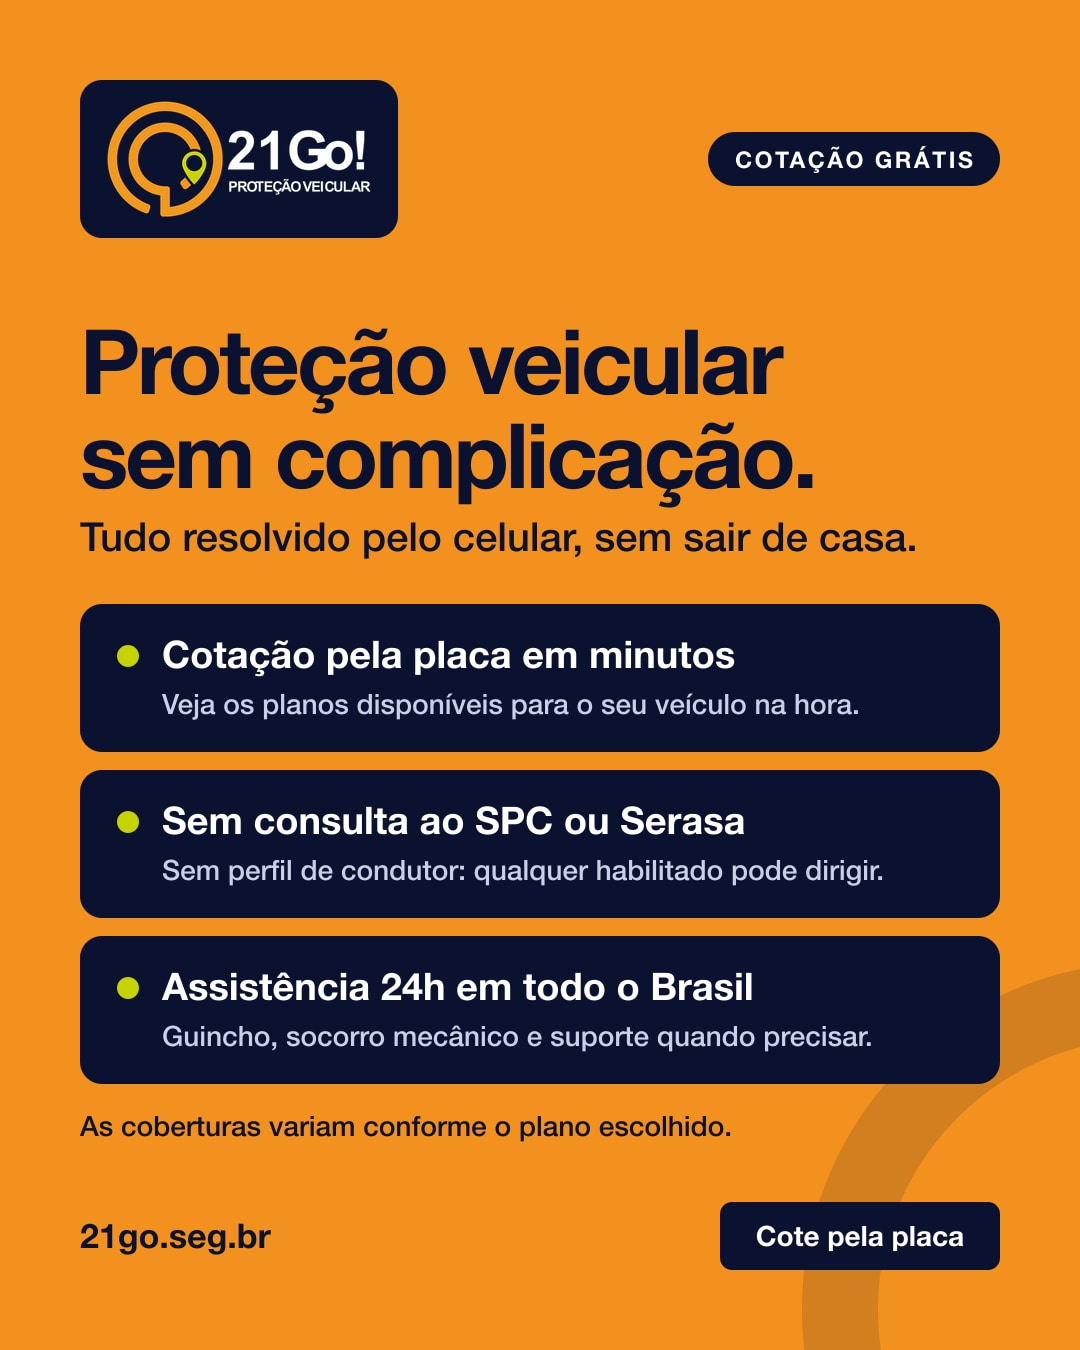 21Go!
PROTEÇÃO VEICULAR
COTAÇÃO GRÁTIS
Proteção veicular
sem complicação.
Tudo resolvido pelo celular, sem sair de casa.
Cotação pela placa em minutos
Veja os planos disponíveis para o seu veículo na hora.
Sem consulta ao SPC ou Serasa
Sem perfil de condutor: qualquer habilitado pode dirigir.
Assistência 24h em todo o Brasil
Guincho, socorro mecânico e suporte quando precisar.
As coberturas variam conforme o plano escolhido.
21go.seg.br
Cote pela placa